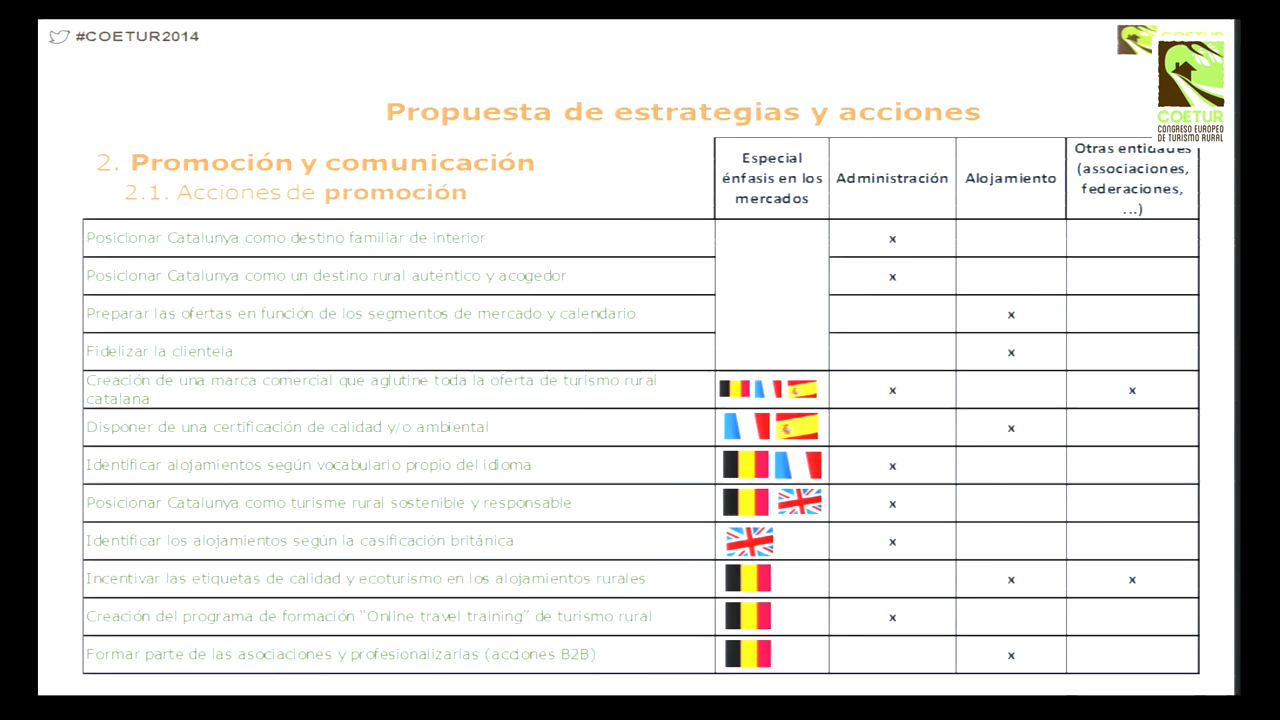 #COETUR2014
COETUR
CONGRESO EUROPEO
DE TURISMO RURAL
Propuesta de estrategias y acciones
2. Promoción y comunicación
2.1. Acciones de promoción
Especial
énfasis en los
mercados
Administración
Alojamiento
Otras entidades
(associaciones,
federaciones,
...)
Posicionar Catalunya como destino familiar de interior x
Posicionar Catalunya como un destino rural auténtico y acogedor x
Preparar las ofertas en función de los segmentos de mercado y calendario x
Fidelizar la clientela x
Creación de una marca comercial que aglutine toda la oferta de turismo rural
catalana x x
Disponer de una certificación de calidad y/o ambiental x
Identificar alojamientos según vocabulario propio del idioma x
Posicionar Catalunya como turisme rural sostenible y responsable x
Identificar los alojamientos según la casificación británica x
Incentivar las etiquetas de calidad y ecoturismo en los alojamientos rurales x x
Creación del programa de formación "Online travel training" de turismo rural x
Formar parte de las asociaciones y profesionalizarlas (acciones B2B) x